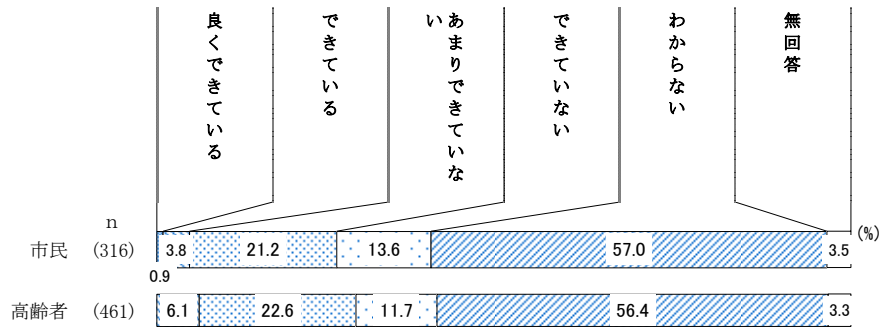 良くできている
できている
あまりできていな
い
できていない
わからない
無回答
n
(%)
市民 (316) 3.8 21.2 13.6 57.0 3.5
0.9
高齢者 (461) 6.1 22.6 11.7 56.4 3.3